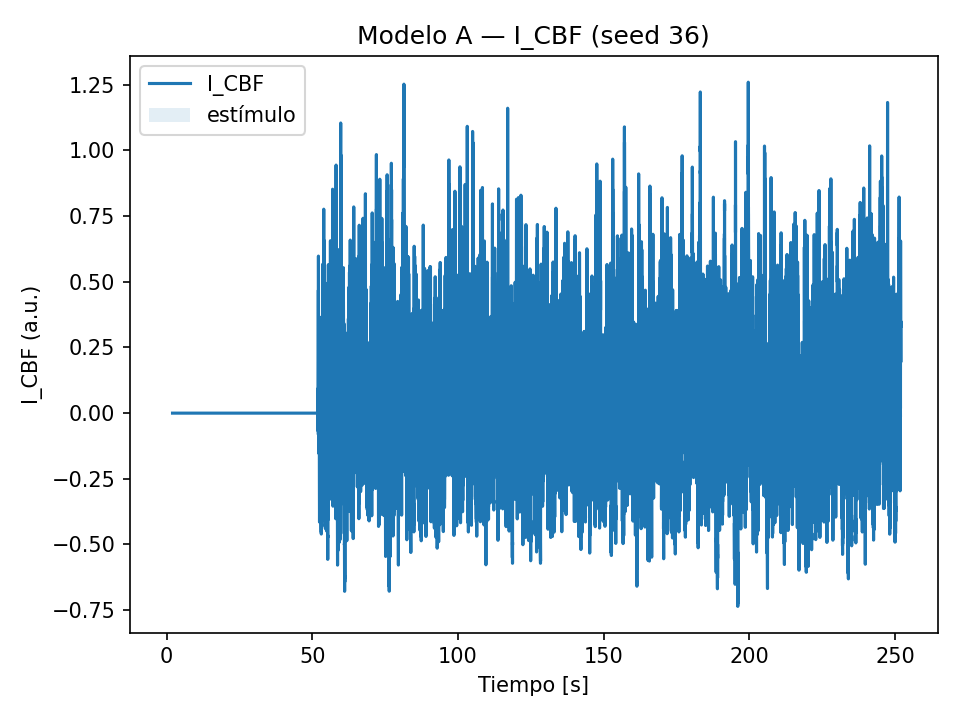 Modelo A — I_CBF (seed 36)
I_CBF
estímulo
1.25
1.00
0.75
0.50
0.25
0.00
−0.25
−0.50
−0.75
I_CBF (a.u.)
0 50 100 150 200 250
Tiempo [s]